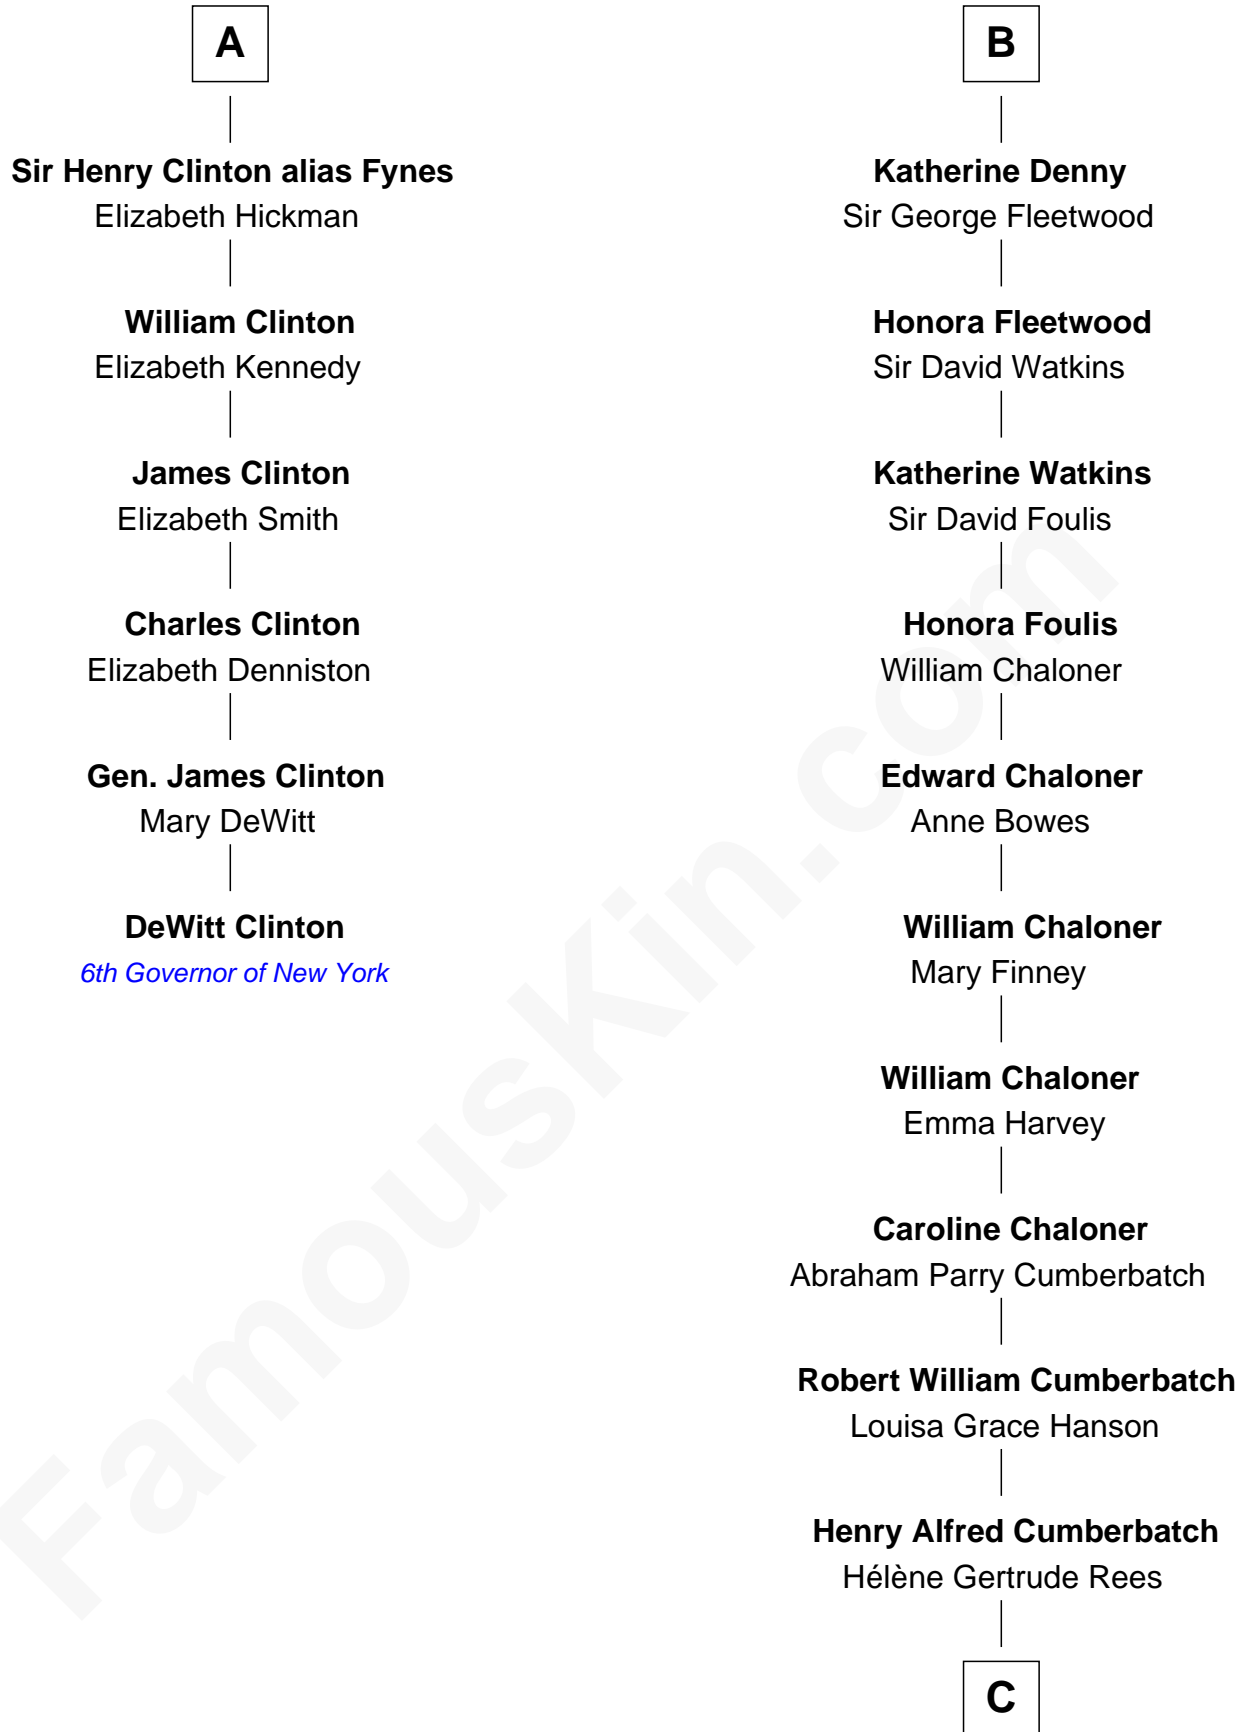 A
Sir Henry Clinton alias Fynes
Elizabeth Hickman
William Clinton
Elizabeth Kennedy
James Clinton
Elizabeth Smith
Charles Clinton
Elizabeth Denniston
Gen. James Clinton
Mary DeWitt
DeWitt Clinton
6th Governor of New York
B
Katherine Denny
Sir George Fleetwood
Honora Fleetwood
Sir David Watkins
Katherine Watkins
Sir David Foulis
Honora Foulis
William Chaloner
Edward Chaloner
Anne Bowes
William Chaloner
Mary Finney
William Chaloner
Emma Harvey
Caroline Chaloner
Abraham Parry Cumberbatch
Robert William Cumberbatch
Louisa Grace Hanson
Henry Alfred Cumberbatch
Hélène Gertrude Rees
C
FamousKin.com